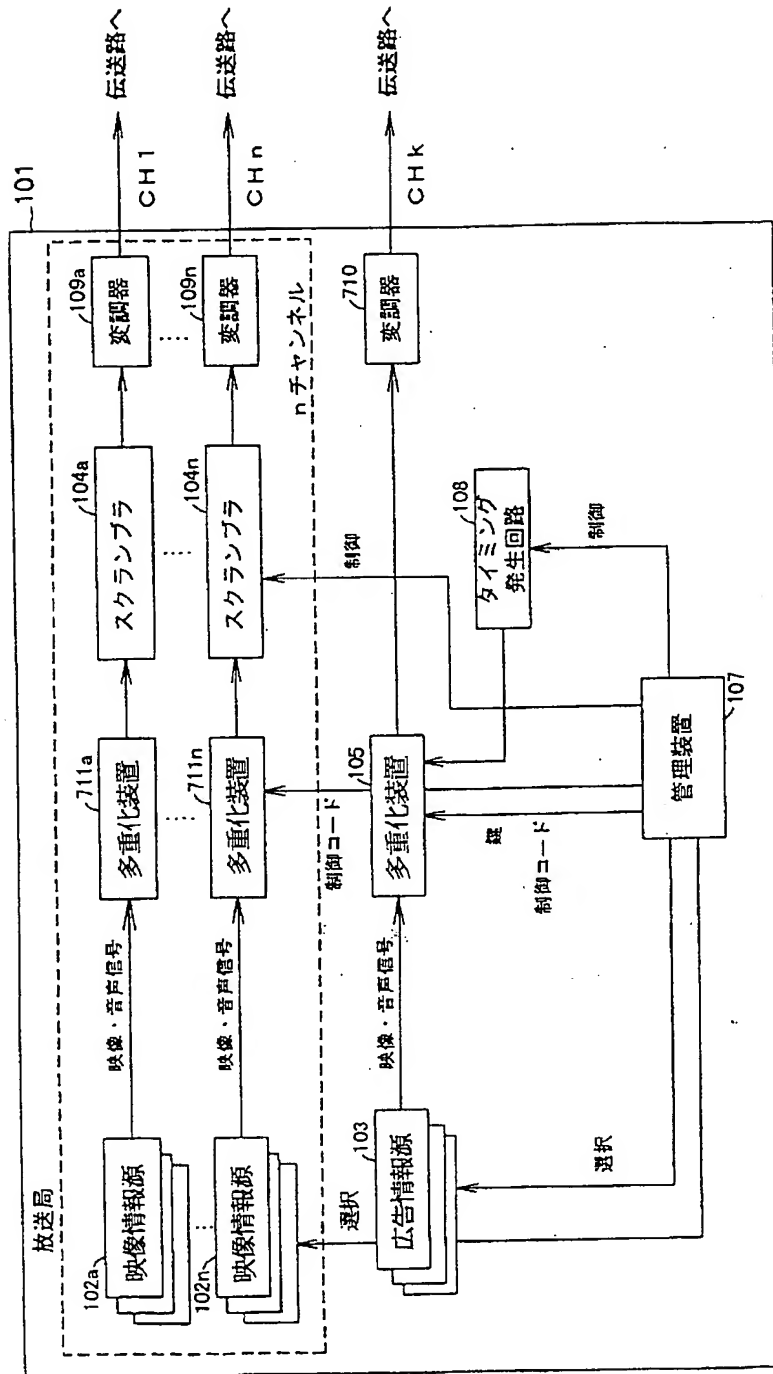 放送局
101
102a
映像情報源
102n
映像情報源
映像・音声信号
映像・音声信号
711a
多重化装置
711n
多重化装置
104a
スクランブラ
104n
スクランブラ
109a
変調器
109n
変調器
nチャンネル
CH1
伝送路へ
CHn
伝送路へ
選択
103
広告情報源
映像・音声信号
制御コード
105
多重化装置
制御
710
変調器
CHk
伝送路へ
108
タイミング
発生回路
制御
鍵
制御コード
選択
管理装置
107